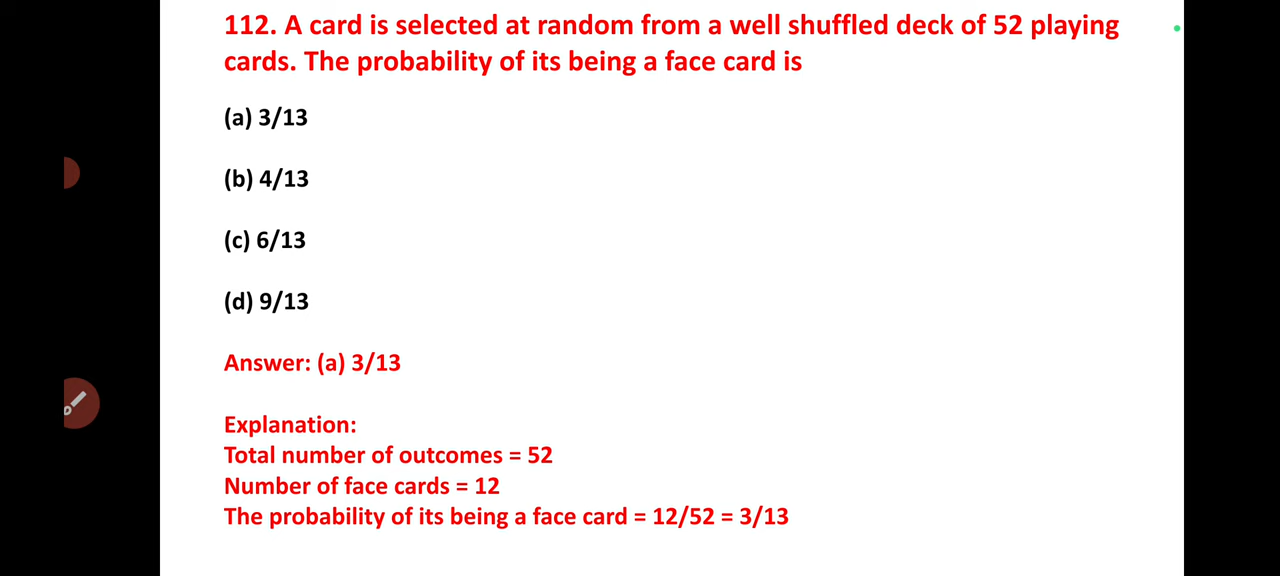 112. A card is selected at random from a well shuffled deck of 52 playing
cards. The probability of its being a face card is
(a) 3/13
(b) 4/13
(c) 6/13
(d) 9/13
Answer: (a) 3/13
Explanation:
Total number of outcomes = 52
Number of face cards = 12
The probability of its being a face card = 12/52 = 3/13